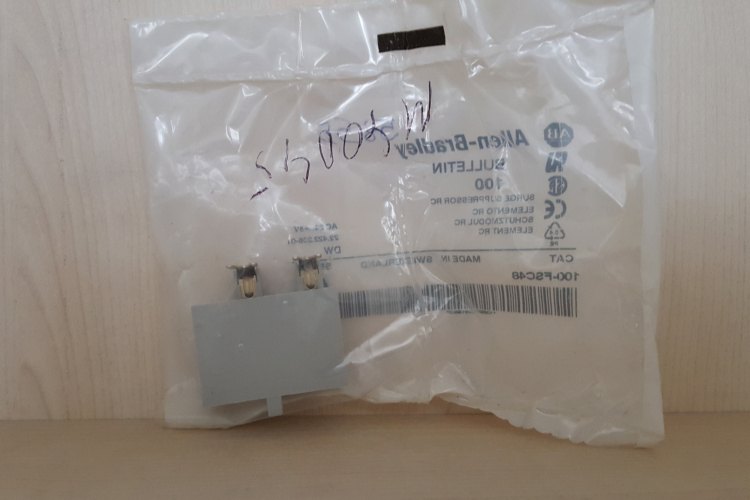 Allen-Bradley
BULLETIN
100
SURGE SUPPRESSOR RC
ELEMENTO RC
SCHUTZMODUL RC
ELEMENT RC
CAT
MADE IN SWITZERLAND
DW
100-FSC48